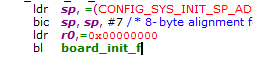 ldr sp, =(CONFIG_SYS_INIT_SP_AD
bic sp, sp, #7 /* 8-byte alignment f
ldr r0,=0x00000000
bl board_init_f